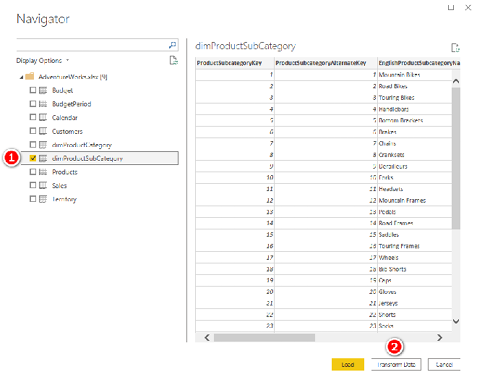 Navigator
Display Options
AdventureWorks.xlsx [9]
Budget
BudgetPeriod
Calendar
Customers
dimProductCategory
1
dimProductSubCategory
Products
Sales
Territory
dimProductSubCategory
ProductSubcategoryKey ProductSubcategoryAlternateKey EnglishProductSubcategoryNa
1 1 Mountain Bikes
2 2 Road Bikes
3 3 Touring Bikes
4 4 Handlebars
5 5 Bottom Brackets
6 6 Brakes
7 7 Chains
8 8 Cranksets
9 9 Derailleurs
10 10 Forks
11 11 Headsets
12 12 Mountain Frames
13 13 Pedals
14 14 Road Frames
15 15 Saddles
16 16 Touring Frames
17 17 Wheels
18 18 Bib-Shorts
19 19 Caps
20 20 Gloves
21 21 Jerseys
22 22 Shorts
23 23 Socks
2
Load Transform Data Cancel